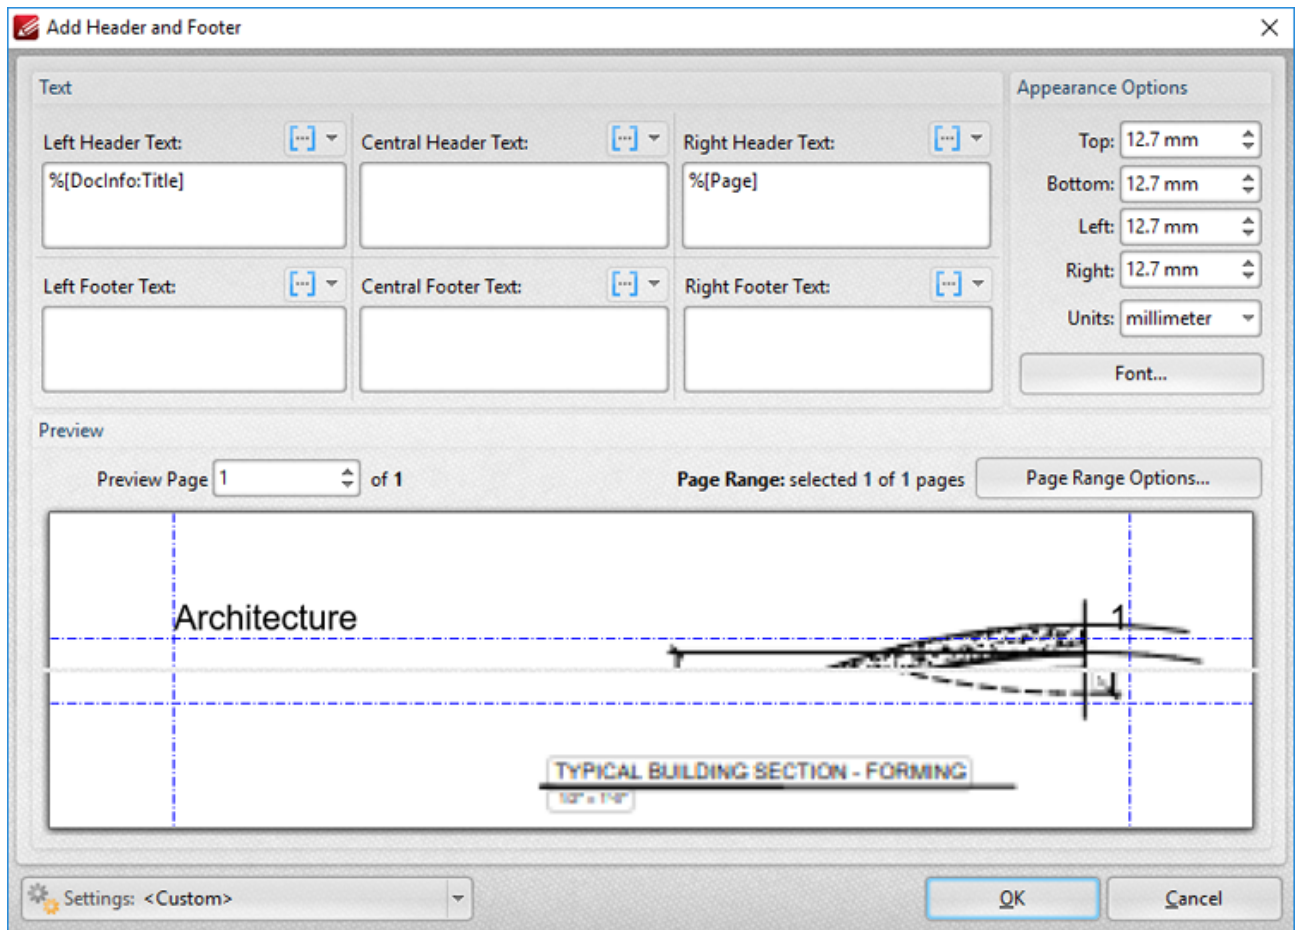 Add Header and Footer
Text
Appearance Options
Left Header Text:
Central Header Text:
Right Header Text:
%[DocInfo:Title]
%[Page]
Left Footer Text:
Central Footer Text:
Right Footer Text:
Top: 12.7 mm
Bottom: 12.7 mm
Left: 12.7 mm
Right: 12.7 mm
Units: millimeter
Font...
Preview
Preview Page 1 of 1
Page Range: selected 1 of 1 pages
Page Range Options...
Architecture
1
TYPICAL BUILDING SECTION - FORMING
Settings: <Custom>
OK
Cancel